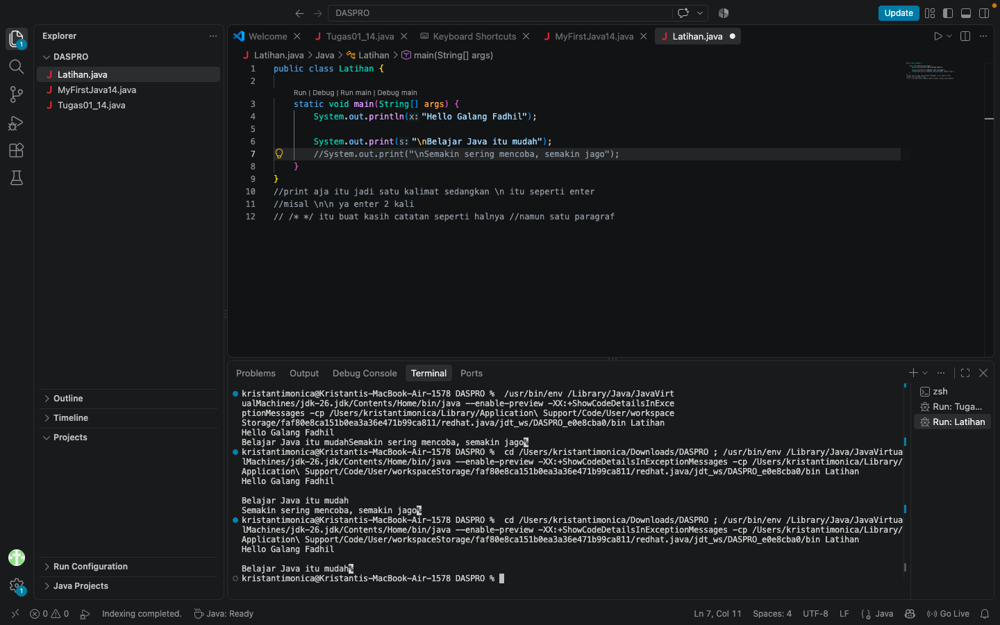 DASPRO
Update
Explorer
DASPRO
Latihan.java
MyFirstJava14.java
Tugas01_14.java
Outline
Timeline
Projects
Run Configuration
Java Projects
Welcome
Tugas01_14.java
Keyboard Shortcuts
MyFirstJava14.java
Latihan.java
Latihan.java > Java > Latihan > main(String[] args)
1 public class Latihan {
2
Run | Debug | Run main | Debug main
3 static void main(String[] args) {
4 System.out.println(x: "Hello Galang Fadhil");
5
6 System.out.print(s: "\nBelajar Java itu mudah");
7 //System.out.print("\nSemakin sering mencoba, semakin jago");
8 }
9 }
10 //print aja itu jadi satu kalimat sedangkan \n itu seperti enter
11 //misal \n\n ya enter 2 kali
12 // /* */ itu buat kasih catatan seperti halnya //namun satu paragraf
Problems Output Debug Console Terminal Ports
kristantimonica@Kristantis-MacBook-Air-1578 DASPRO % /usr/bin/env /Library/Java/JavaVirt
ualMachines/jdk-26.jdk/Contents/Home/bin/java --enable-preview -XX:+ShowCodeDetailsInExce
ptionMessages -cp /Users/kristantimonica/Library/Application\ Support/Code/User/workspace
Storage/faf80e8ca151b0ea3a36e471b99ca811/redhat.java/jdt_ws/DASPRO_e0e8cba0/bin Latihan
Hello Galang Fadhil
Belajar Java itu mudahSemakin sering mencoba, semakin jago%
kristantimonica@Kristantis-MacBook-Air-1578 DASPRO % cd /Users/kristantimonica/Downloads/DASPRO ; /usr/bin/env /Library/Java/JavaVirtua
lMachines/jdk-26.jdk/Contents/Home/bin/java --enable-preview -XX:+ShowCodeDetailsInExceptionMessages -cp /Users/kristantimonica/Library/
Application\ Support/Code/User/workspaceStorage/faf80e8ca151b0ea3a36e471b99ca811/redhat.java/jdt_ws/DASPRO_e0e8cba0/bin Latihan
Hello Galang Fadhil
Belajar Java itu mudah
Semakin sering mencoba, semakin jago%
kristantimonica@Kristantis-MacBook-Air-1578 DASPRO % cd /Users/kristantimonica/Downloads/DASPRO ; /usr/bin/env /Library/Java/JavaVirtua
lMachines/jdk-26.jdk/Contents/Home/bin/java --enable-preview -XX:+ShowCodeDetailsInExceptionMessages -cp /Users/kristantimonica/Library/
Application\ Support/Code/User/workspaceStorage/faf80e8ca151b0ea3a36e471b99ca811/redhat.java/jdt_ws/DASPRO_e0e8cba0/bin Latihan
Hello Galang Fadhil
Belajar Java itu mudah%
kristantimonica@Kristantis-MacBook-Air-1578 DASPRO %
zsh
Run: Tuga...
Run: Latihan
1
1
0 0 Indexing completed. Java: Ready
Ln 7, Col 11 Spaces: 4 UTF-8 LF {} Java Go Live